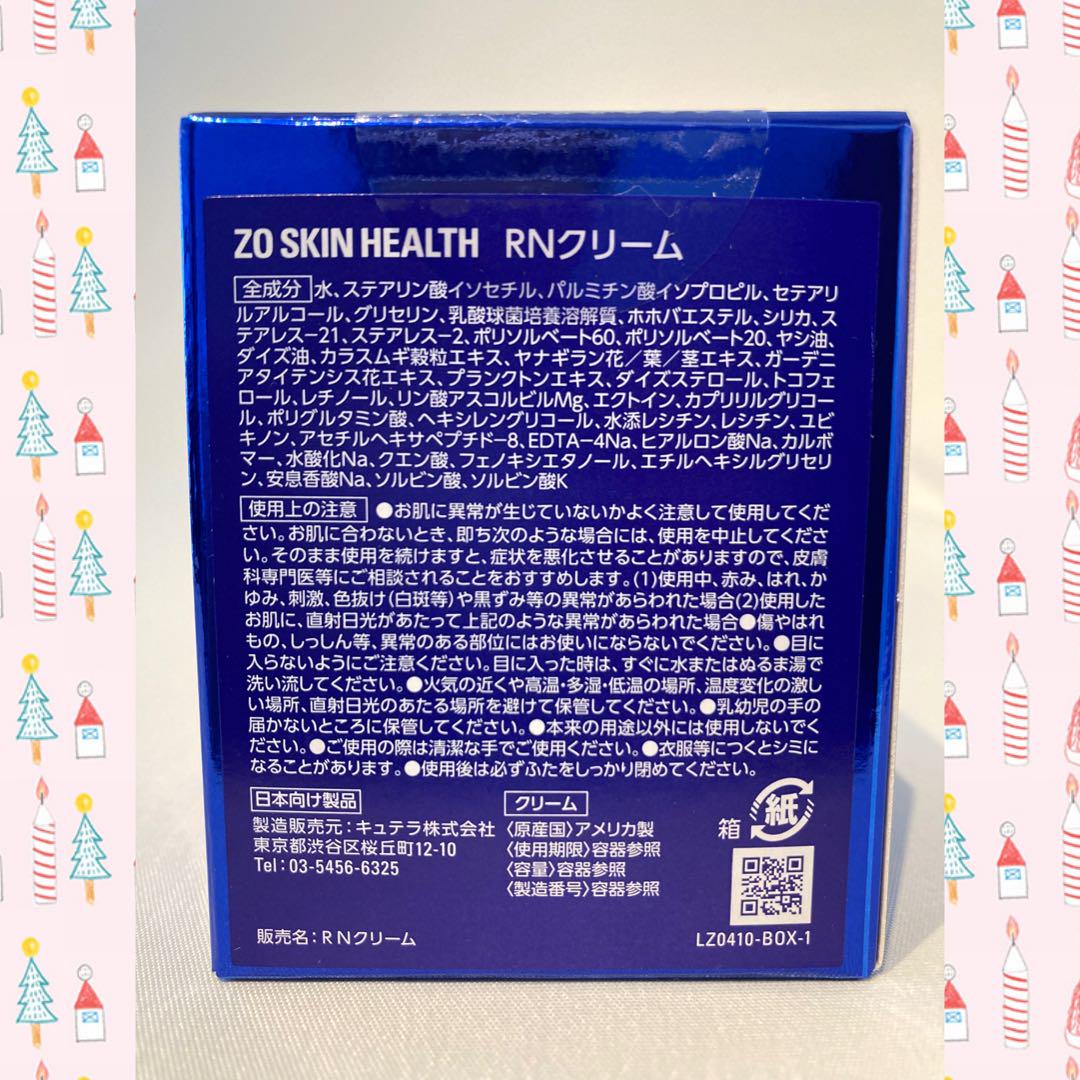 ZO SKIN HEALTH RNクリーム
全成分 水、ステアリン酸イソセチル、パルミチン酸イソプロピル、セテアリ
ルアルコール、グリセリン、乳酸球菌培養溶解質、ホホバエステル、シリカ、ス
テアレス−21、ステアレス−2、ポリソルベート60、ポリソルベート20、ヤシ油、
ダイズ油、カラスムギ穀粒エキス、ヤナギラン花／葉／茎エキス、ガーデニ
アタイテンシス花エキス、プランクトンエキス、ダイズステロール、トコフェ
ロール、レチノール、リン酸アスコルビルMg、エクトイン、カプリリルグリコー
ル、ポリグルタミン酸、ヘキシレングリコール、水添レシチン、レシチン、ユビ
キノン、アセチルヘキサペプチド−8、EDTA−4Na、ヒアルロン酸Na、カルボ
マー、水酸化Na、クエン酸、フェノキシエタノール、エチルヘキシルグリセリ
ン、安息香酸Na、ソルビン酸、ソルビン酸K
使用上の注意 ●お肌に異常が生じていないかよく注意して使用してくだ
さい。お肌に合わないとき、即ち次のような場合には、使用を中止してくださ
い。そのまま使用を続けますと、症状を悪化させることがありますので、皮膚
科専門医等にご相談されることをおすすめします。(1)使用中、赤み、はれ、か
ゆみ、刺激、色抜け(白斑等)や黒ずみ等の異常があらわれた場合(2)使用した
お肌に、直射日光があたって上記のような異常があらわれた場合●傷やはれ
もの、しっしん等、異常のある部位にはお使いにならないでください。●目に
入らないようにご注意ください。目に入った時は、すぐに水またはぬるま湯で
洗い流してください。●火気の近くや高温・多湿・低温の場所、温度変化の激し
い場所、直射日光のあたる場所を避けて保管してください。●乳幼児の手の
届かないところに保管してください。●本来の用途以外には使用しないでく
ださい。●ご使用の際は清潔な手でご使用ください。●衣服等につくとシミに
なることがあります。●使用後は必ずふたをしっかり閉めてください。
日本向け製品
製造販売元：キュテラ株式会社
東京都渋谷区桜丘町12-10
Tel：03-5456-6325
クリーム
〈原産国〉アメリカ製
〈使用期限〉容器参照
〈容量〉容器参照
〈製造番号〉容器参照
箱 紙
販売名：RNクリーム
LZ0410-BOX-1